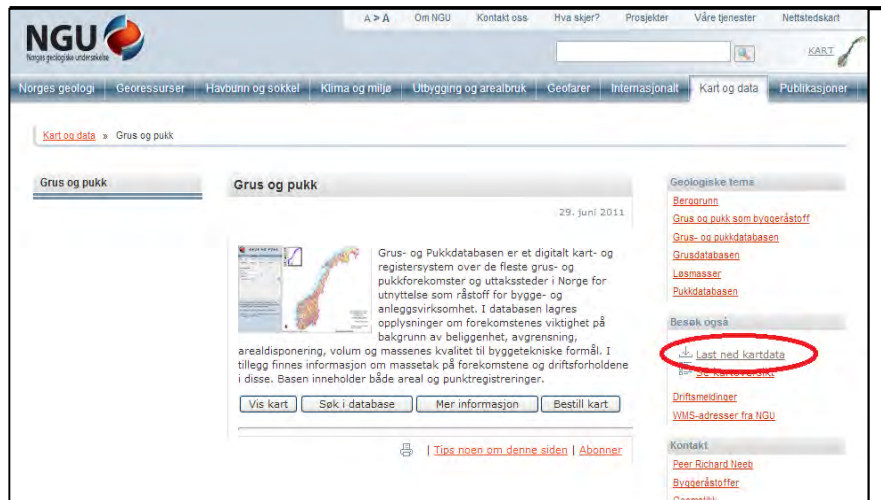 A > A Om NGU Kontakt oss Hva skjer? Prosjekter Våre tjenester Nettstedskart
NGU
Norges geologiske undersøkelse
KART
Norges geologi Georessurser Havbunn og sokkel Klima og miljø Utbygging og arealbruk Geofarer Internasjonalt Kart og data Publikasjoner
Kart og data » Grus og pukk
Grus og pukk
Grus og pukk
29. juni 2011
Grus- og Pukkdatabasen er et digitalt kart- og
registersystem over de fleste grus- og
pukkforekomster og uttakssteder i Norge for
utnyttelse som råstoff for bygge- og
anleggsvirksomhet. I databasen lagres
opplysninger om forekomstenes viktighet på
bakgrunn av beliggenhet, avgrensning,
arealdisponering, volum og massenes kvalitet til byggetekniske formål. I
tillegg finnes informasjon om massetak på forekomstene og driftsforholdene
i disse. Basen inneholder både areal og punktregistreringer.
Vis kart Søk i database Mer informasjon Bestill kart
| Tips noen om denne siden | Abonner
Geologiske tema
Berggrunn
Grus og pukk som byggeråstoff
Grus- og pukkdatabasen
Grusdatabasen
Løsmasser
Pukkdatabasen
Besøk også
Last ned kartdata
Se kartoversikt
Driftsmeldinger
WMS-adresser fra NGU
Kontakt
Peer Richard Neeb
Byggeråstoffer